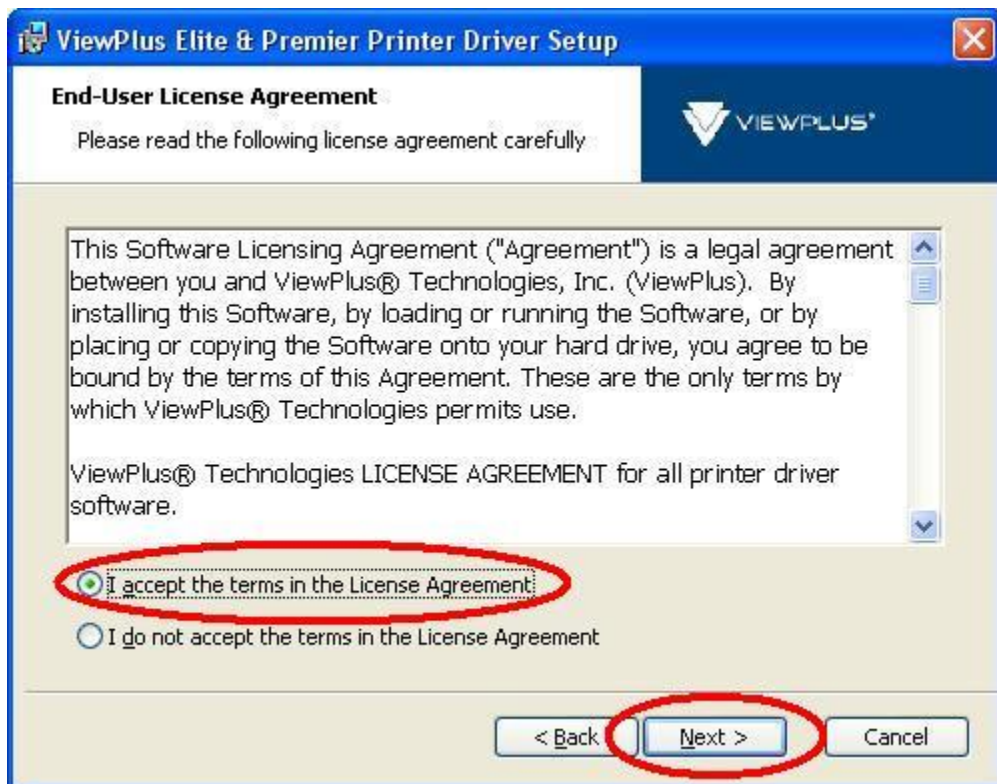 ViewPlus Elite & Premier Printer Driver Setup
End-User License Agreement
Please read the following license agreement carefully
VIEWPLUS®
This Software Licensing Agreement ("Agreement") is a legal agreement
between you and ViewPlus® Technologies, Inc. (ViewPlus).  By
installing this Software, by loading or running the Software, or by
placing or copying the Software onto your hard drive, you agree to be
bound by the terms of this Agreement. These are the only terms by
which ViewPlus® Technologies permits use.
ViewPlus® Technologies LICENSE AGREEMENT for all printer driver
software.
I accept the terms in the License Agreement
I do not accept the terms in the License Agreement
< Back
Next >
Cancel